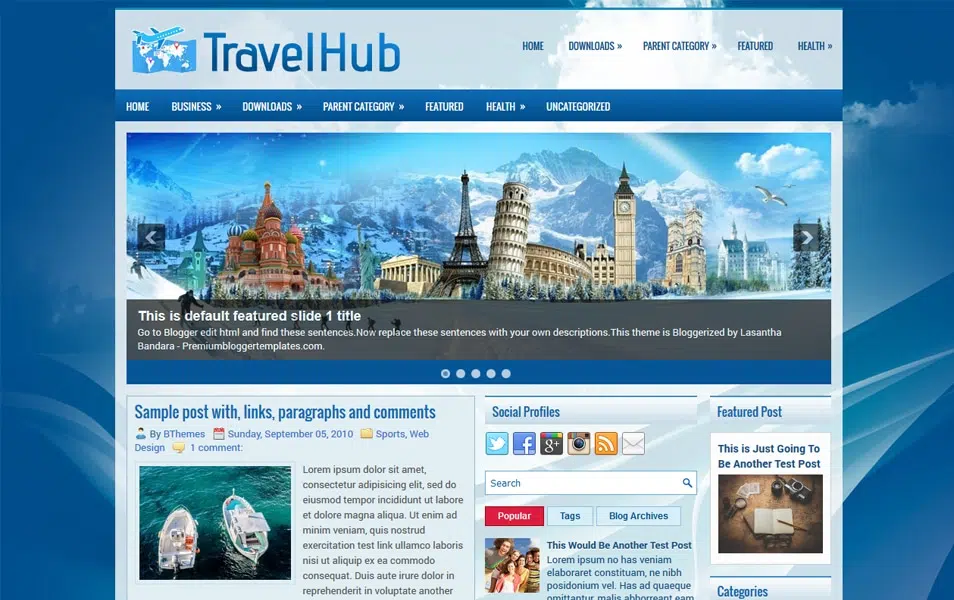 TravelHub
HOME DOWNLOADS » PARENT CATEGORY » FEATURED HEALTH »
HOME BUSINESS » DOWNLOADS » PARENT CATEGORY » FEATURED HEALTH » UNCATEGORIZED
This is default featured slide 1 title
Go to Blogger edit html and find these sentences.Now replace these sentences with your own descriptions.This theme is Bloggerized by Lasantha
Bandara - Premiumbloggertemplates.com.
Sample post with, links, paragraphs and comments
By BThemes Sunday, September 05, 2010 Sports, Web
Design 1 comment:
Lorem ipsum dolor sit amet,
consectetur adipisicing elit, sed do
eiusmod tempor incididunt ut labore
et dolore magna aliqua. Ut enim ad
minim veniam, quis nostrud
exercitation test link ullamco laboris
nisi ut aliquip ex ea commodo
consequat. Duis aute irure dolor in
reprehenderit in voluptate another
Social Profiles
Search
Popular Tags Blog Archives
This Would Be Another Test Post
Lorem ipsum no has veniam
elaboraret constituam, ne nibh
posidonium vel. Has ad quaeque
omittantur, malis abhorreant eam
Featured Post
This is Just Going To
Be Another Test Post
Categories